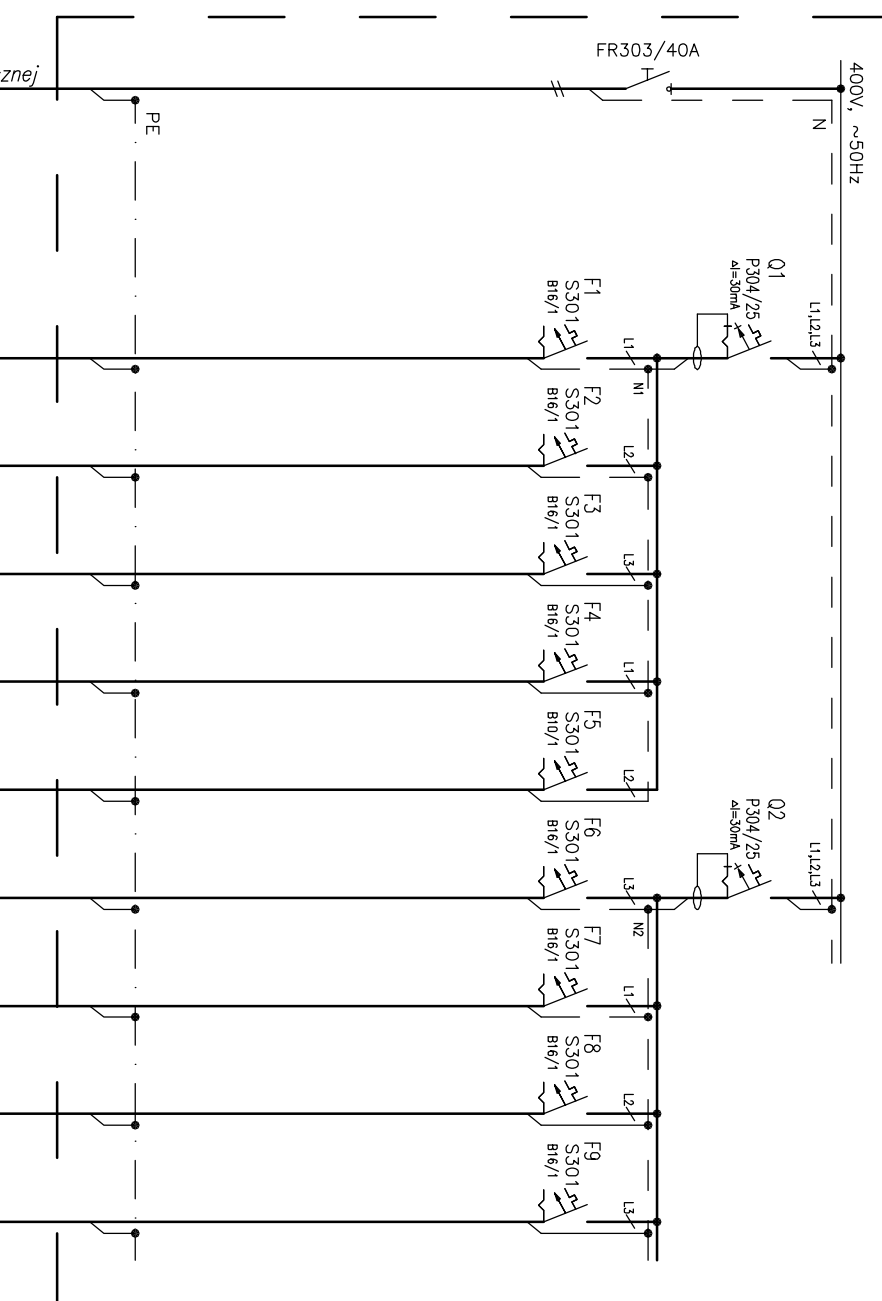 znej
FR303/40A
400V, ~50Hz
N
PE
Q1
P304/25
ΔI=30mA
L1,L2,L3
F1
S301
B16/1
L1
N1
F2
S301
B16/1
L2
F3
S301
B16/1
L3
F4
S301
B16/1
L1
F5
S301
B10/1
L2
Q2
P304/25
ΔI=30mA
L1,L2,L3
F6
S301
B16/1
L3
N2
F7
S301
B16/1
L1
F8
S301
B16/1
L2
F9
S301
B16/1
L3